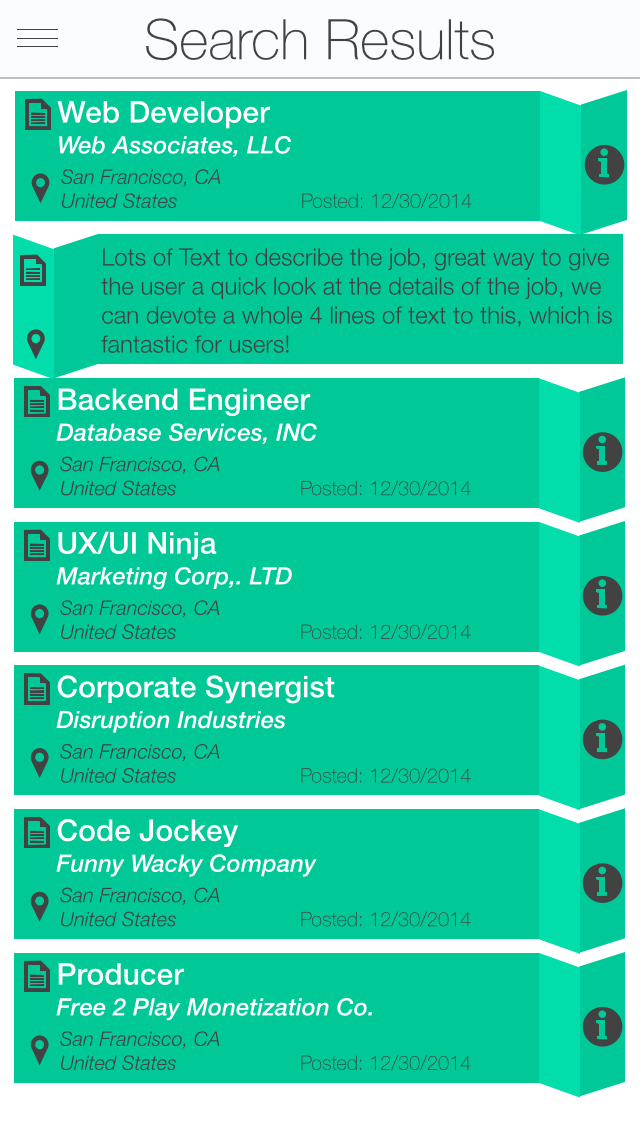 Search Results
Web Developer
Web Associates, LLC
San Francisco, CA
United States
Posted: 12/30/2014
Lots of Text to describe the job, great way to give
the user a quick look at the details of the job, we
can devote a whole 4 lines of text to this, which is
fantastic for users!
Backend Engineer
Database Services, INC
San Francisco, CA
United States
Posted: 12/30/2014
UX/UI Ninja
Marketing Corp,. LTD
San Francisco, CA
United States
Posted: 12/30/2014
Corporate Synergist
Disruption Industries
San Francisco, CA
United States
Posted: 12/30/2014
Code Jockey
Funny Wacky Company
San Francisco, CA
United States
Posted: 12/30/2014
Producer
Free 2 Play Monetization Co.
San Francisco, CA
United States
Posted: 12/30/2014